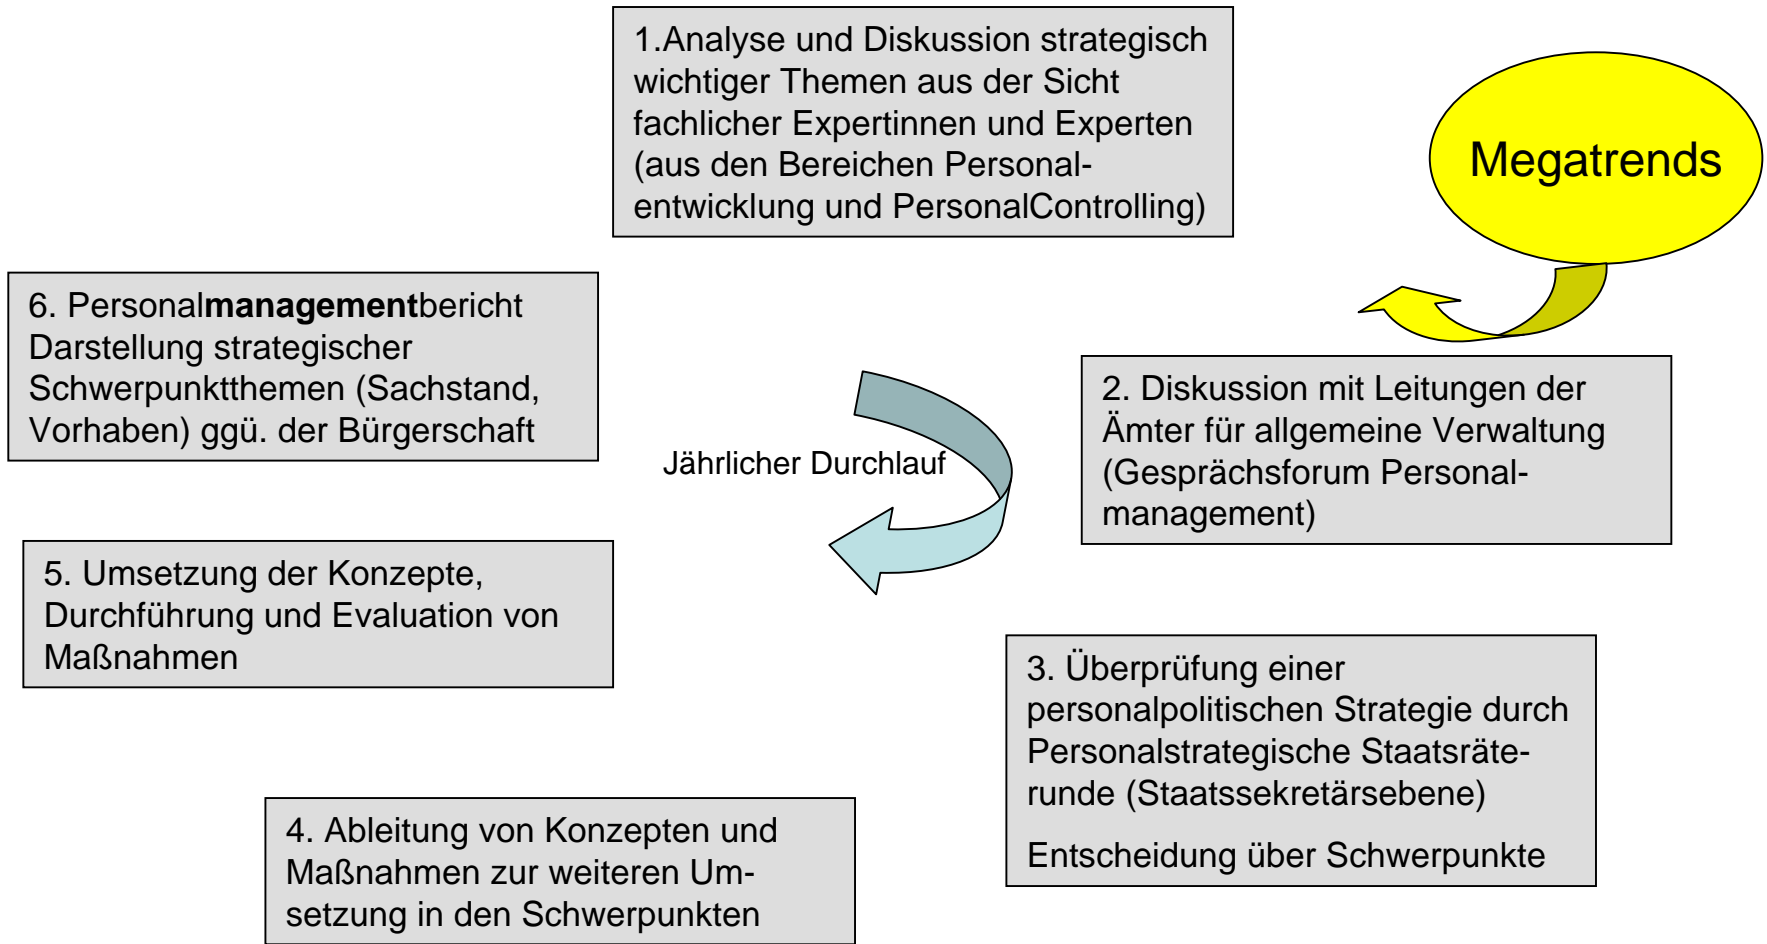 1.Analyse und Diskussion strategisch
wichtiger Themen aus der Sicht
fachlicher Expertinnen und Experten
(aus den Bereichen Personal-
entwicklung und PersonalControlling)
Megatrends
2. Diskussion mit Leitungen der
Ämter für allgemeine Verwaltung
(Gesprächsforum Personal-
management)
3. Überprüfung einer
personalpolitischen Strategie durch
Personalstrategische Staatsräte-
runde (Staatssekretärsebene)
Entscheidung über Schwerpunkte
4. Ableitung von Konzepten und
Maßnahmen zur weiteren Um-
setzung in den Schwerpunkten
5. Umsetzung der Konzepte,
Durchführung und Evaluation von
Maßnahmen
6. Personalmanagementbericht
Darstellung strategischer
Schwerpunktthemen (Sachstand,
Vorhaben) ggü. der Bürgerschaft
Jährlicher Durchlauf